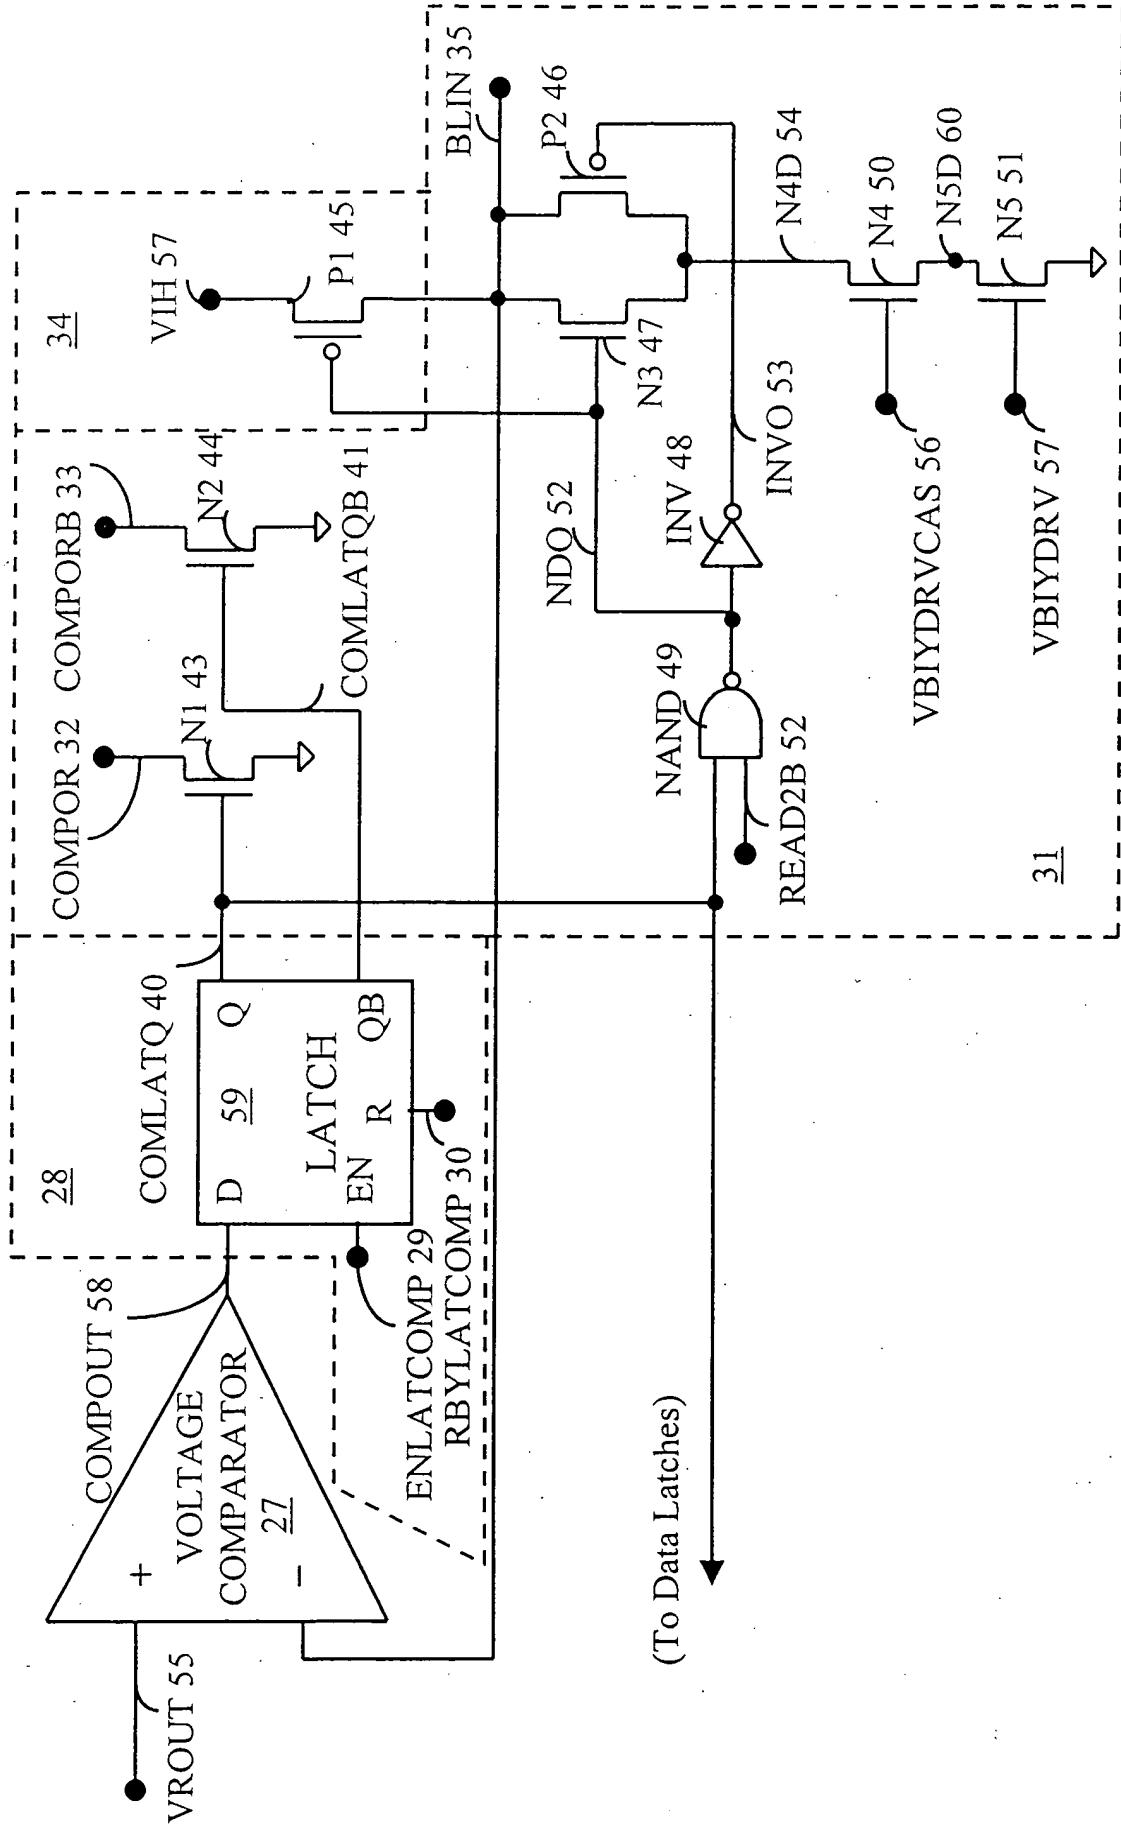 VROUT 55
+
−
VOLTAGE
COMPARATOR
27
COMPOUT 58
28
D
59
Q
LATCH
EN
R
QB
ENLATCOMP 29
RBYLATCOMP 30
COMLATQ 40
COMPOR 32
N1 43
COMPORB 33
N2 44
COMLATQB 41
34
VIH 57
P1 45
BLIN 35
P2 46
N3 47
NDQ 52
INV 48
INVO 53
NAND 49
READ2B 52
N4D 54
N4 50
N5D 60
N5 51
VBIYDRVCAS 56
VBIYDRV 57
31
(To Data Latches)